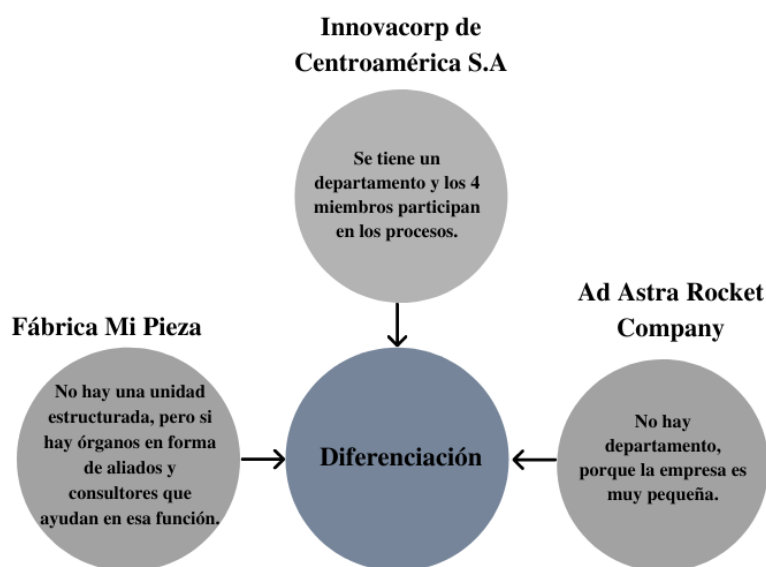 Innovacorp de
Centroamérica S.A
Se tiene un
departamento y los 4
miembros participan
en los procesos.
Fábrica Mi Pieza
No hay una unidad
estructurada, pero si
hay órganos en forma
de aliados y
consultores que
ayudan en esa función.
Diferenciación
Ad Astra Rocket
Company
No hay
departamento,
porque la empresa es
muy pequeña.